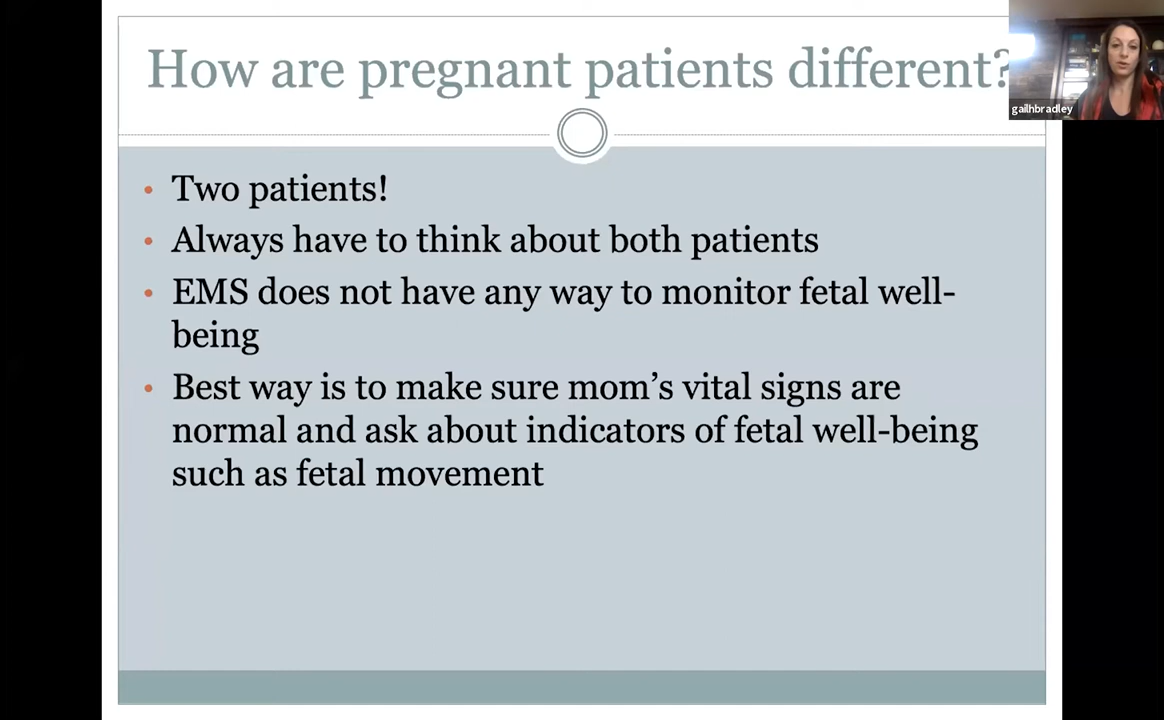 How are pregnant patients different?
gailhbradley
• Two patients!
• Always have to think about both patients
• EMS does not have any way to monitor fetal well-
being
• Best way is to make sure mom's vital signs are
normal and ask about indicators of fetal well-being
such as fetal movement